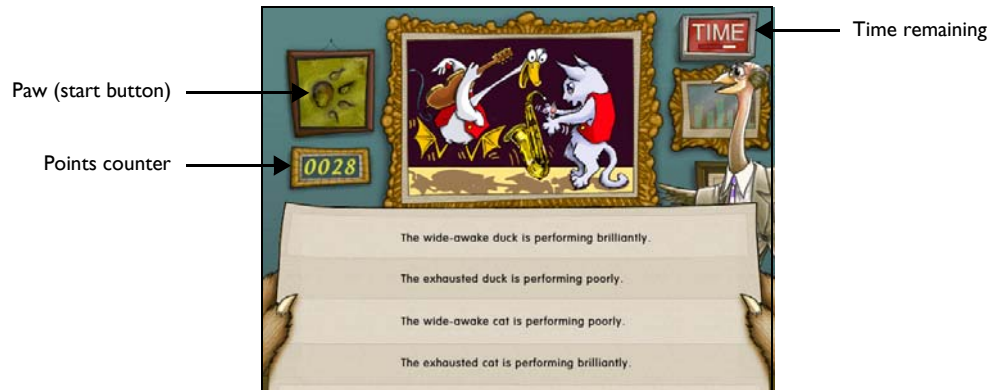 TIME
Time remaining
Paw (start button)
Points counter
0028
The wide-awake duck is performing brilliantly.
The exhausted duck is performing poorly.
The wide-awake cat is performing poorly.
The exhausted cat is performing brilliantly.